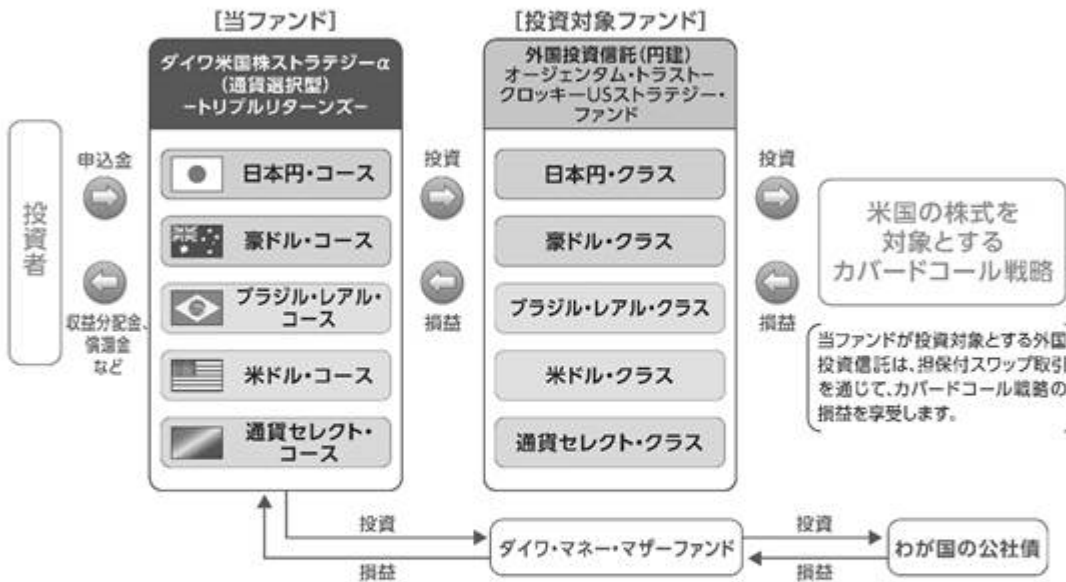 [当ファンド]
[投資対象ファンド]
ダイワ米国株ストラテジーα
(通貨選択型)
ートリプルリターンズー
外国投資信託(円建)
オージェンタム・トラストー
クロッキーUSストラテジー・
ファンド
投資者
申込金
収益分配金、
償還金
など
日本円・コース
豪ドル・コース
ブラジル・レアル・
コース
米ドル・コース
通貨セレクト・
コース
投資
損益
日本円・クラス
豪ドル・クラス
ブラジル・レアル・クラス
米ドル・クラス
通貨セレクト・クラス
投資
損益
米国の株式を
対象とする
カバードコール戦略
当ファンドが投資対象とする外国
投資信託は、担保付スワップ取引
を通じて、カバードコール戦略の
損益を享受します。
投資
損益
ダイワ・マネー・マザーファンド
投資
損益
わが国の公社債